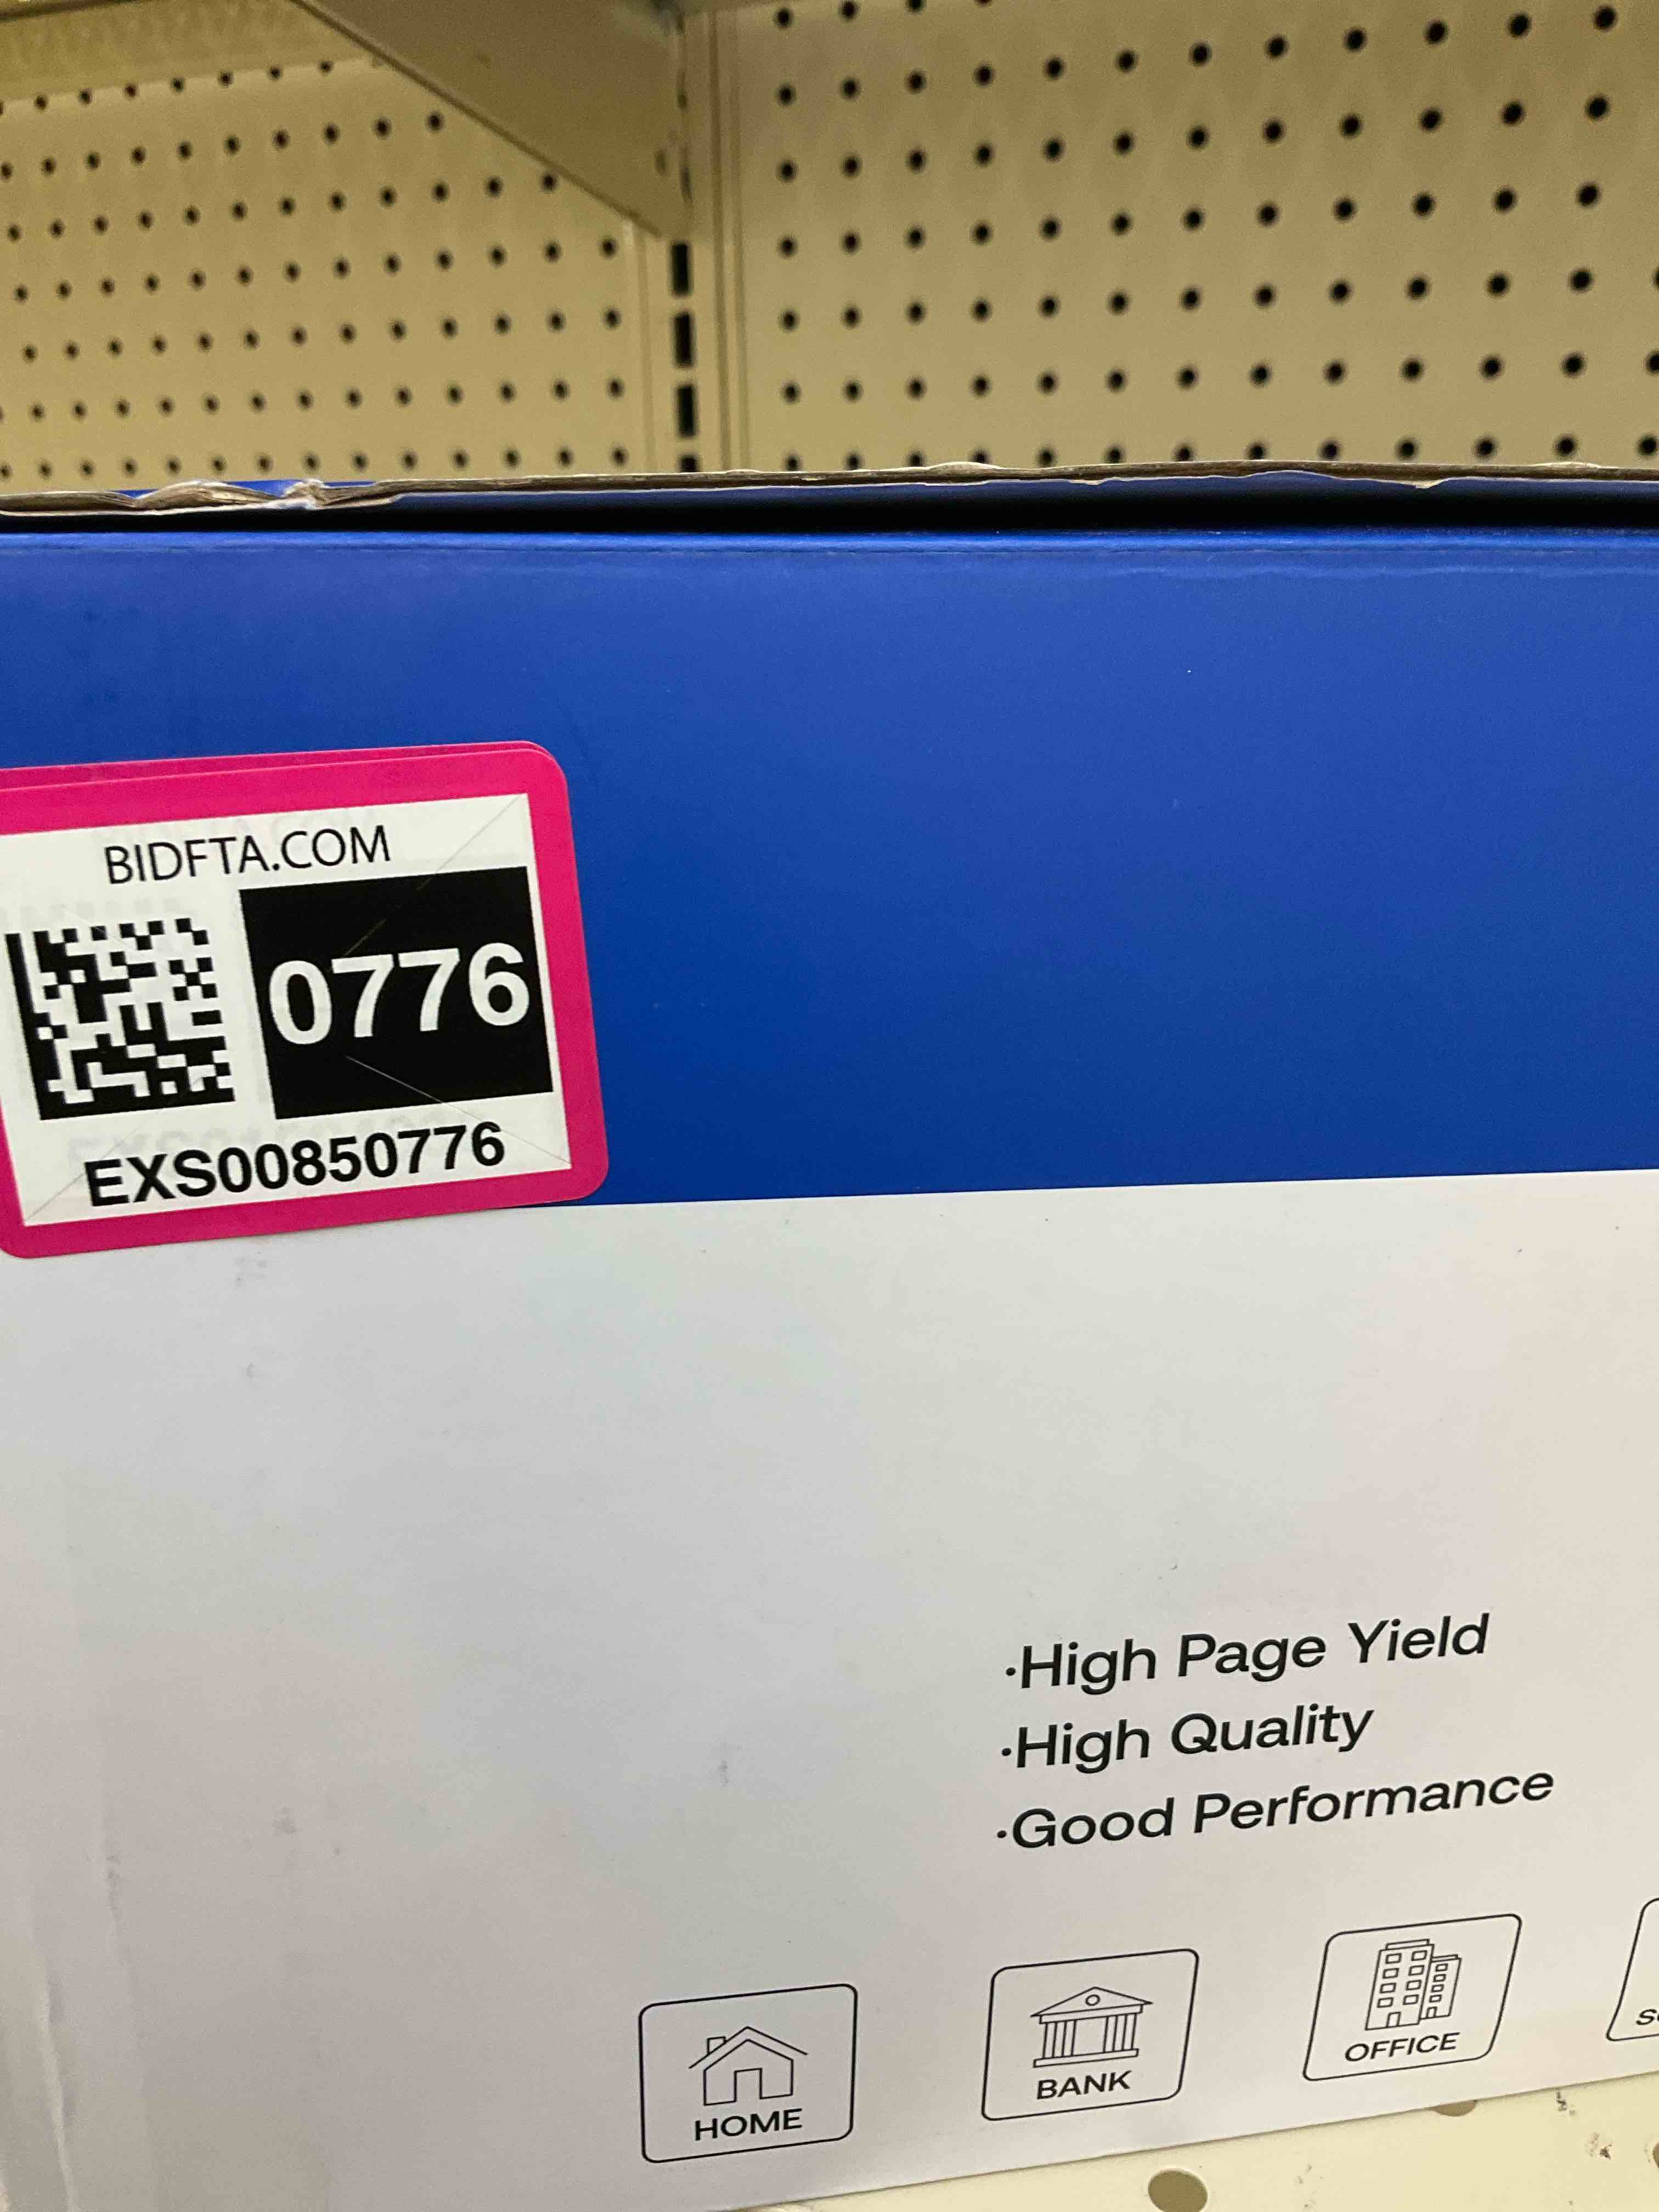 BIDFTA.COM
0776
EXS00850776
·High Page Yield
·High Quality
·Good Performance
HOME
BANK
OFFICE